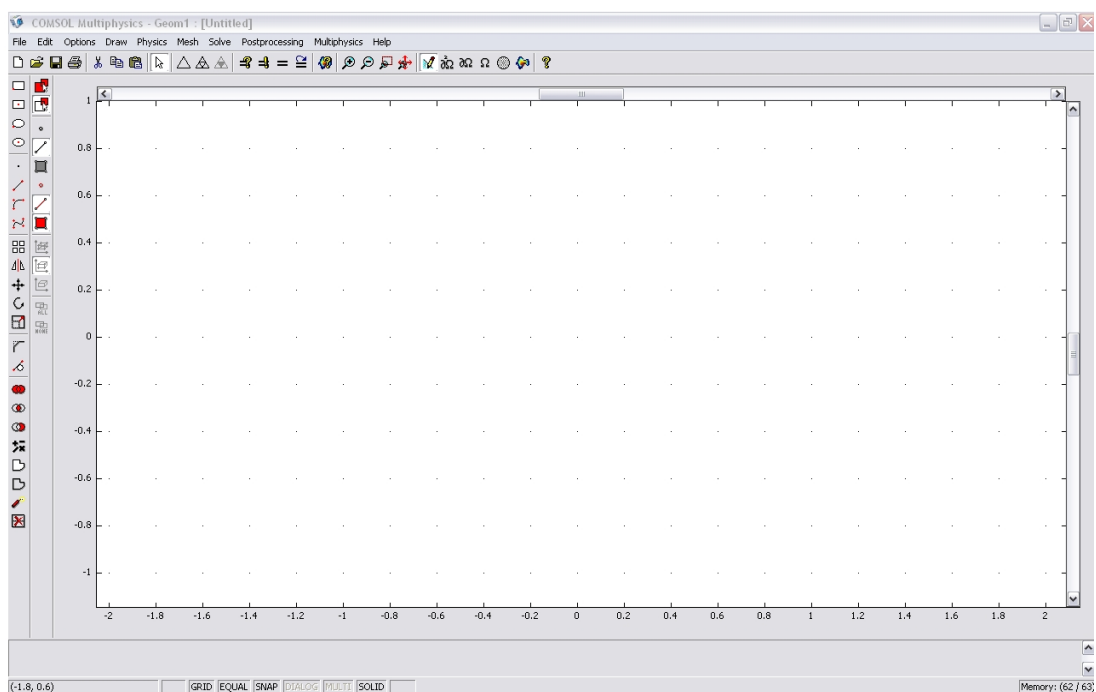 COMSOL Multiphysics - Geom1 : [Untitled]
File Edit Options Draw Physics Mesh Solve Postprocessing Multiphysics Help
1
0.8
0.6
0.4
0.2
0
-0.2
-0.4
-0.6
-0.8
-1
-2 -1.8 -1.6 -1.4 -1.2 -1 -0.8 -0.6 -0.4 -0.2 0 0.2 0.4 0.6 0.8 1 1.2 1.4 1.6 1.8 2
(-1.8, 0.6) GRID EQUAL SNAP DIALOG MULTI SOLID Memory: (62 / 63)